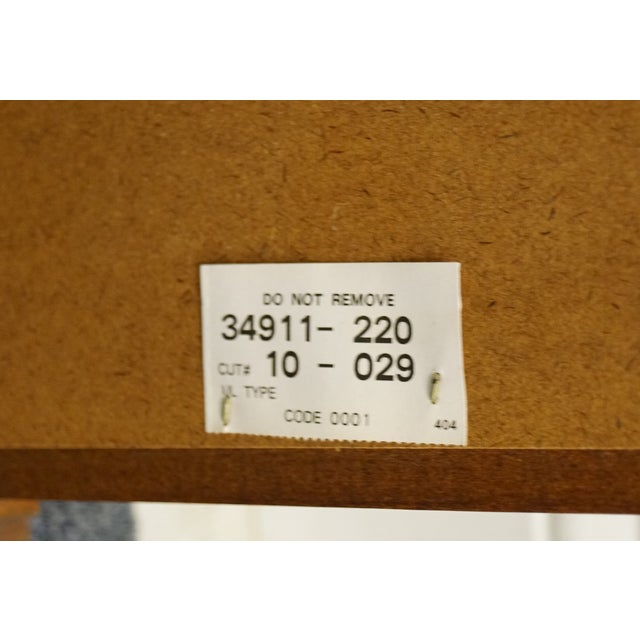 DO NOT REMOVE
34911- 220
CUT# 10 - 029
UL TYPE
CODE 0001 404